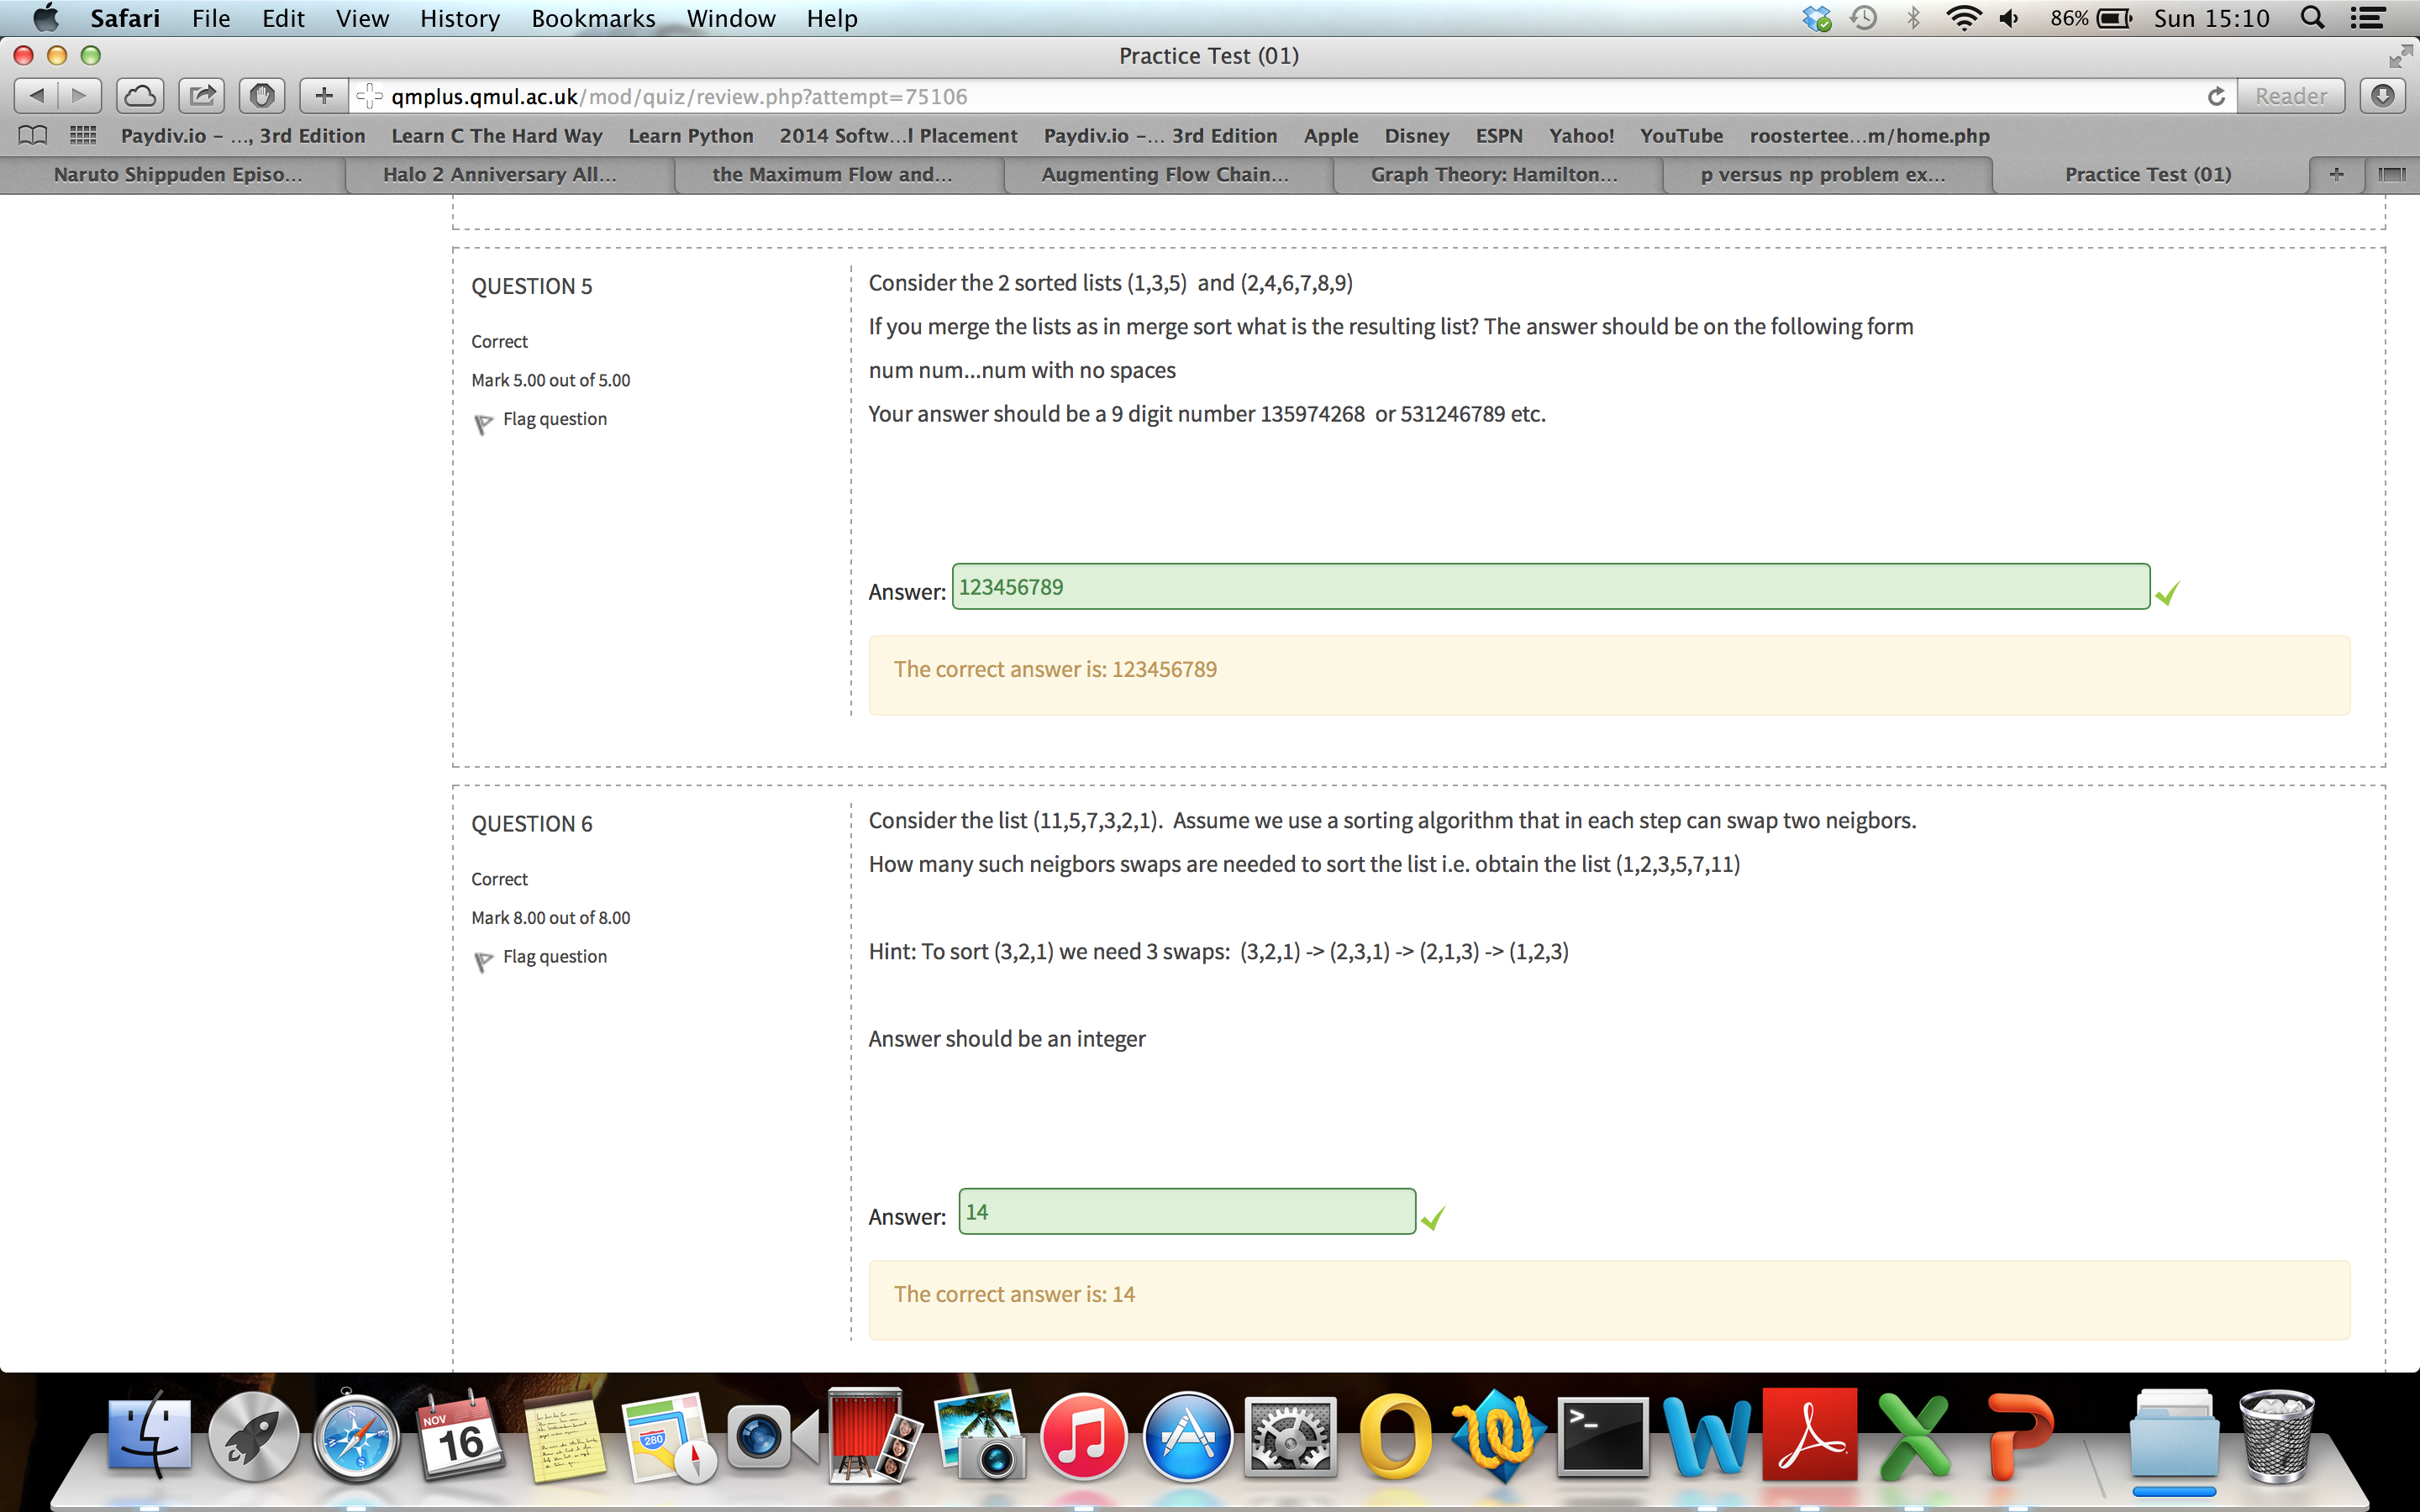 Safari File Edit View History Bookmarks Window Help 86% Sun 15:10
Practice Test (01)
qmplus.qmul.ac.uk/mod/quiz/review.php?attempt=75106 Reader
Paydiv.io – ..., 3rd Edition Learn C The Hard Way Learn Python 2014 Softw...l Placement Paydiv.io –... 3rd Edition Apple Disney ESPN Yahoo! YouTube roostertee...m/home.php
Naruto Shippuden Episo... Halo 2 Anniversary All... the Maximum Flow and... Augmenting Flow Chain... Graph Theory: Hamilton... p versus np problem ex... Practice Test (01)
QUESTION 5
Correct
Mark 5.00 out of 5.00
Flag question
Consider the 2 sorted lists (1,3,5) and (2,4,6,7,8,9)
If you merge the lists as in merge sort what is the resulting list? The answer should be on the following form
num num...num with no spaces
Your answer should be a 9 digit number 135974268 or 531246789 etc.
Answer: 123456789
The correct answer is: 123456789
QUESTION 6
Correct
Mark 8.00 out of 8.00
Flag question
Consider the list (11,5,7,3,2,1). Assume we use a sorting algorithm that in each step can swap two neigbors.
How many such neigbors swaps are needed to sort the list i.e. obtain the list (1,2,3,5,7,11)
Hint: To sort (3,2,1) we need 3 swaps: (3,2,1) -> (2,3,1) -> (2,1,3) -> (1,2,3)
Answer should be an integer
Answer: 14
The correct answer is: 14
NOV
16
280